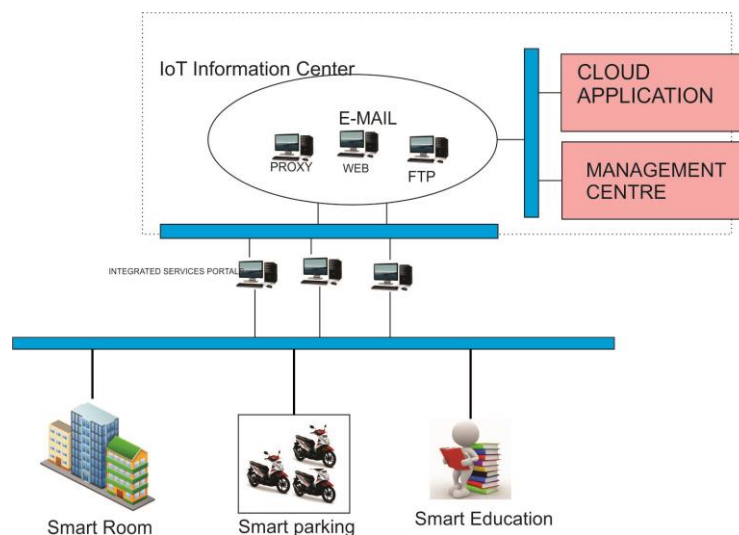 IoT Information Center
CLOUD
APPLICATION
E-MAIL
PROXY
WEB
FTP
MANAGEMENT
CENTRE
INTEGRATED SERVICES PORTALS
Smart Room
Smart parking
Smart Education